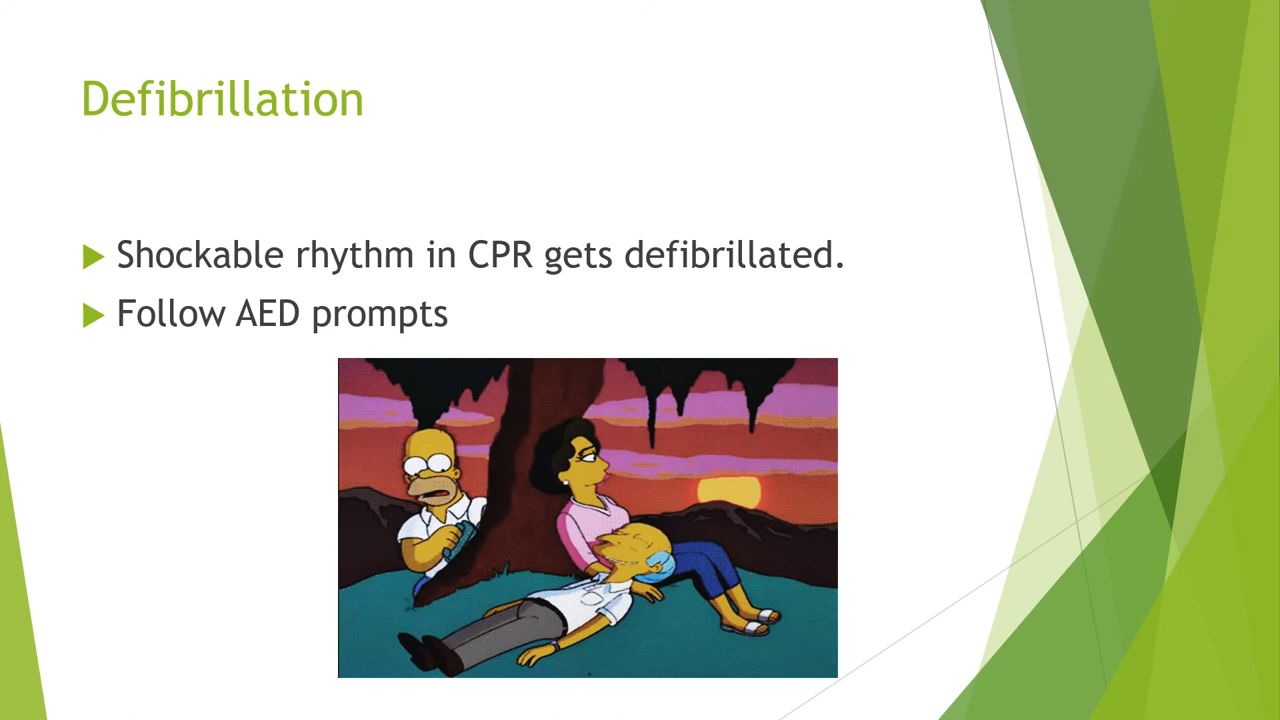 Defibrillation
Shockable rhythm in CPR gets defibrillated.
Follow AED prompts